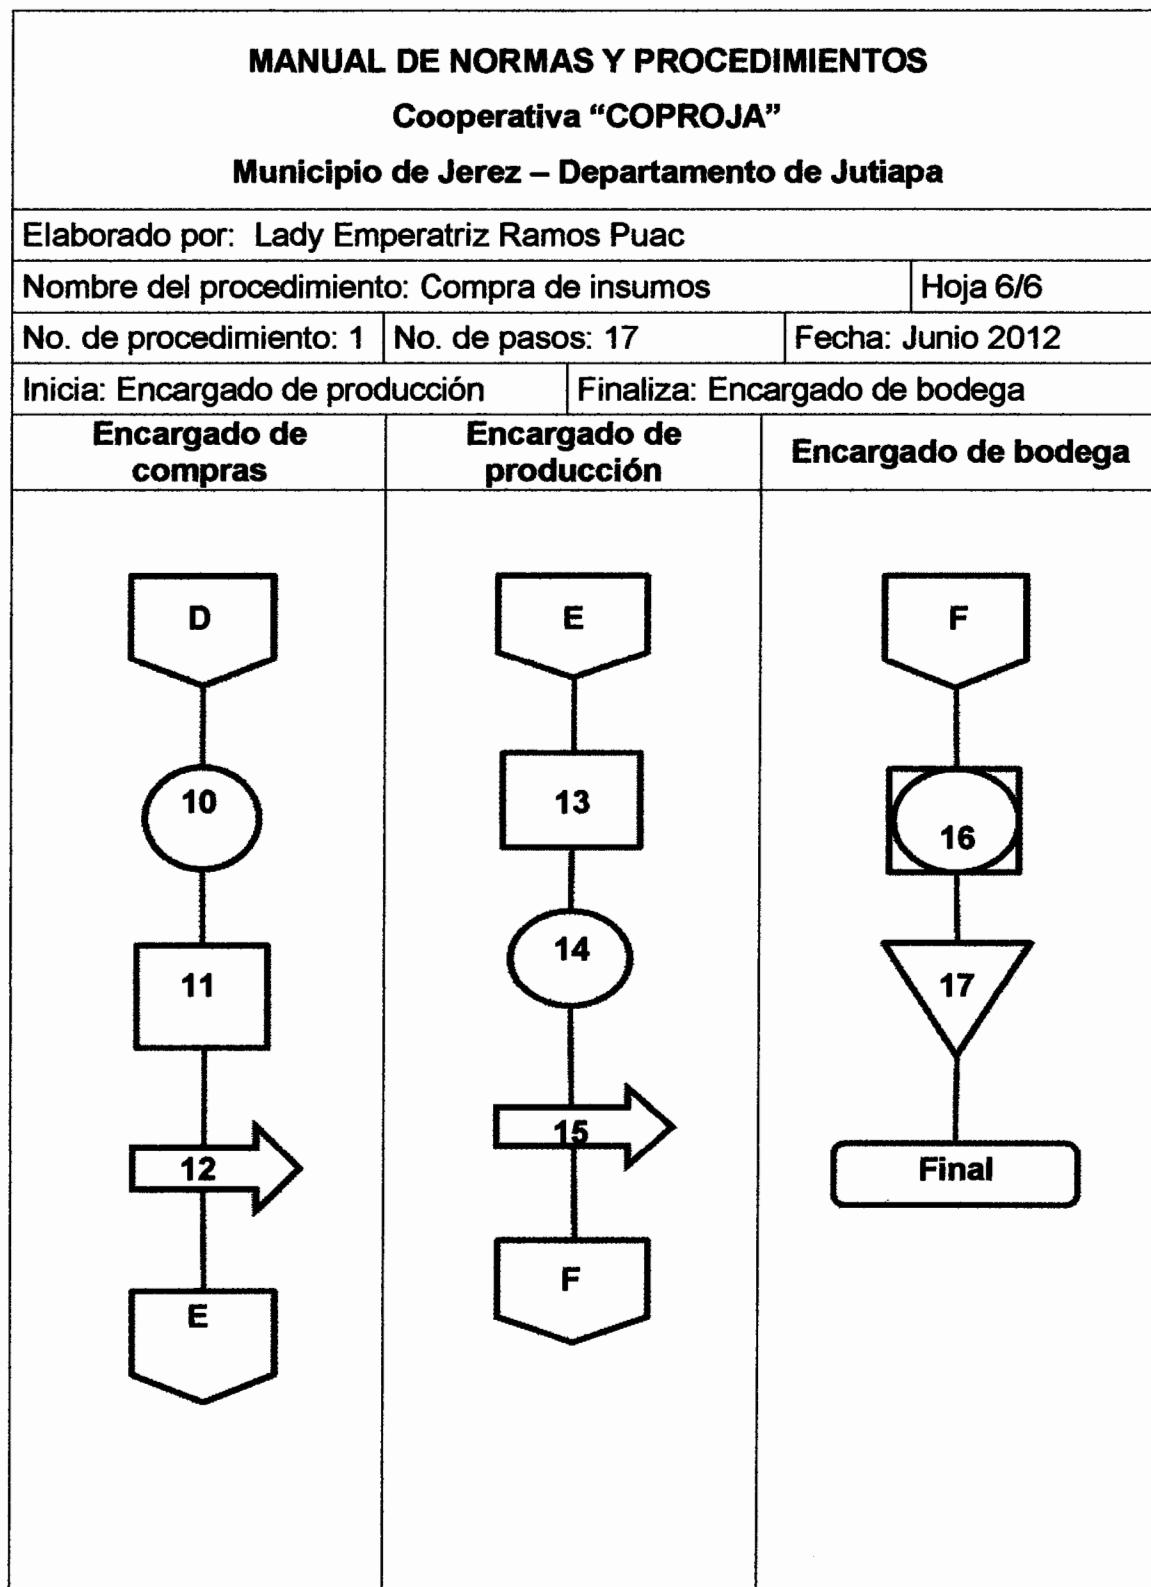 MANUAL DE NORMAS Y PROCEDIMIENTOS
Cooperativa “COPROJA”
Municipio de Jerez – Departamento de Jutiapa
Elaborado por: Lady Emperatriz Ramos Puac
Nombre del procedimiento: Compra de insumos
Hoja 6/6
No. de procedimiento: 1
No. de pasos: 17
Fecha: Junio 2012
Inicia: Encargado de producción
Finaliza: Encargado de bodega
Encargado de
compras
Encargado de
producción
Encargado de bodega
D
10
11
12
E
E
13
14
15
F
F
16
17
Final